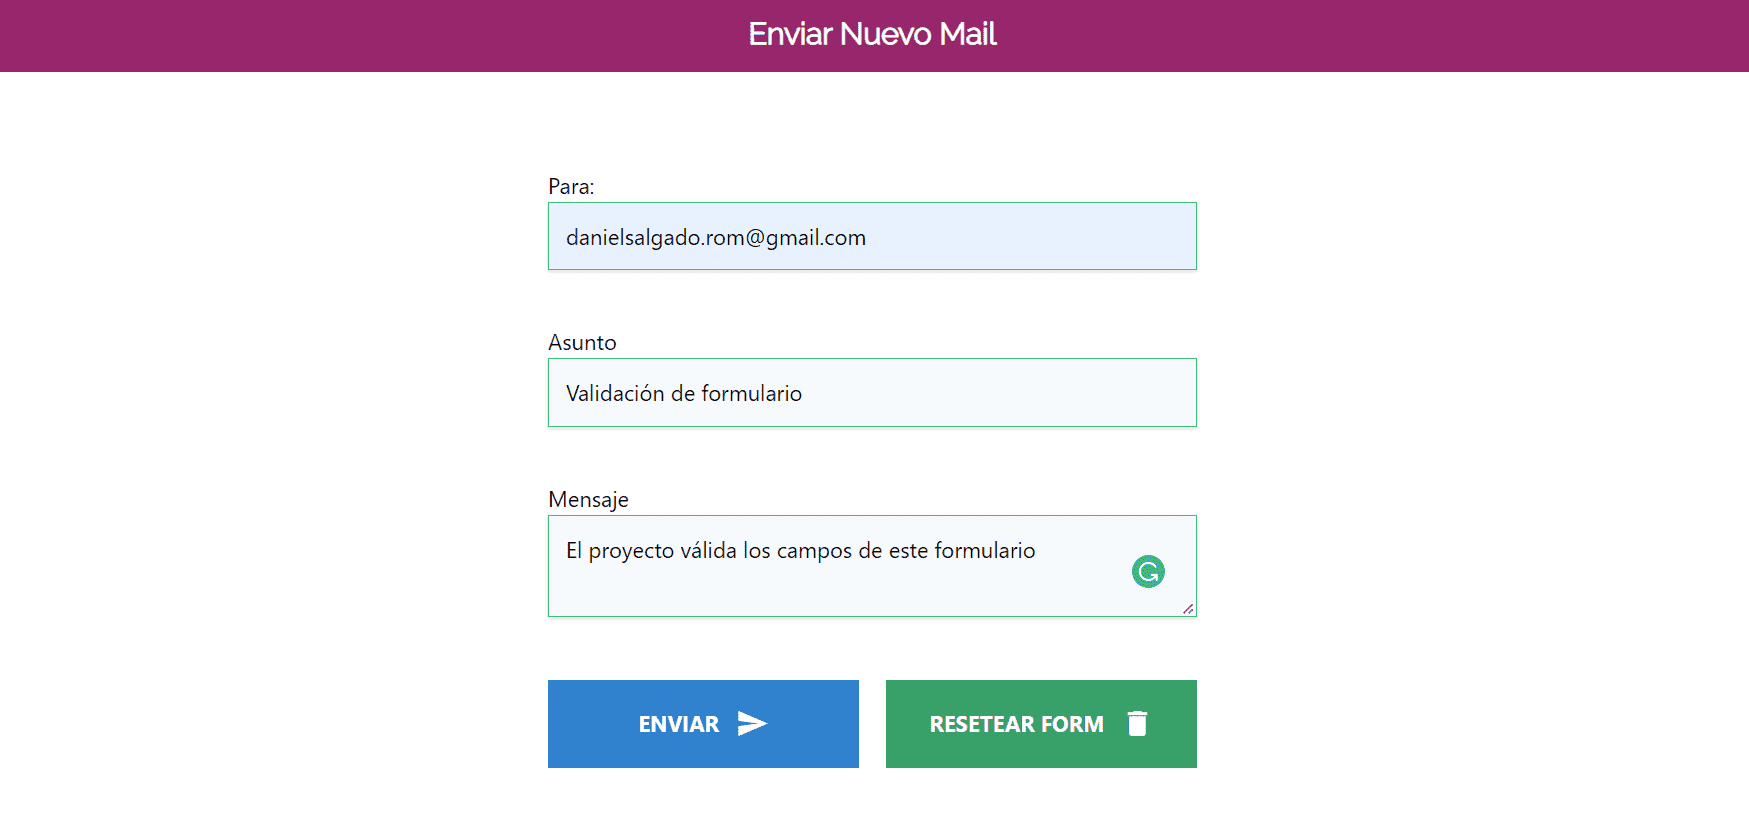 Enviar Nuevo Mail
Para:
danielsalgado.rom@gmail.com
Asunto
Validación de formulario
Mensaje
El proyecto válida los campos de este formulario
ENVIAR
RESETEAR FORM